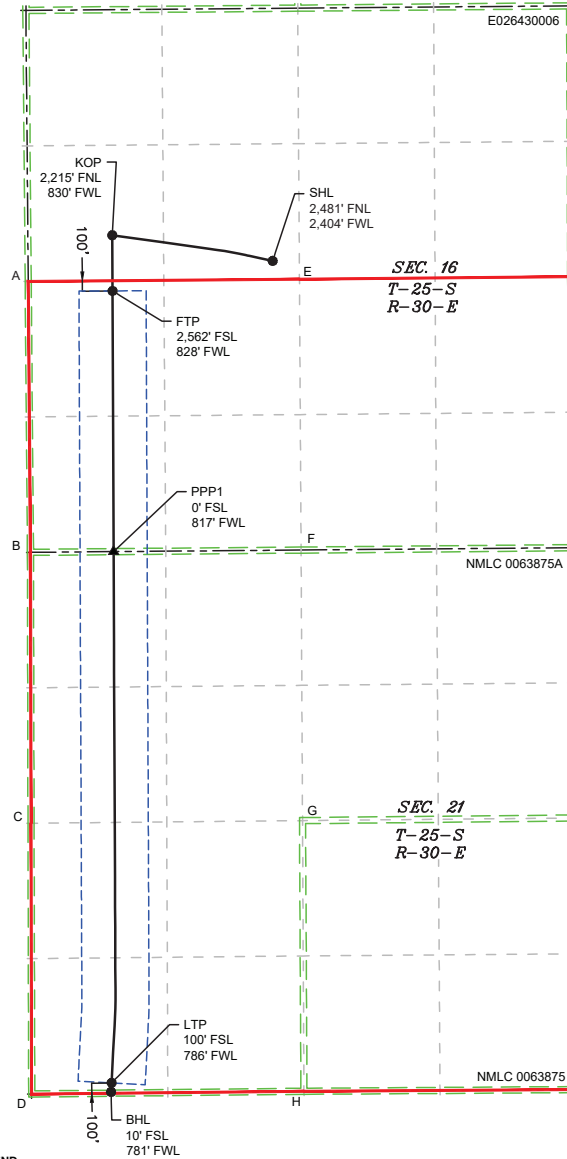 E026430006
KOP
2,215' FNL
830' FWL
SHL
2,481' FNL
2,404' FWL
100'
A
E
SEC. 16
T-25-S
R-30-E
FTP
2,562' FSL
828' FWL
PPP1
0' FSL
817' FWL
B
F
NMLC 0063875A
C
G
SEC. 21
T-25-S
R-30-E
LTP
100' FSL
786' FWL
NMLC 0063875
D
H
100'
BHL
10' FSL
781' FWL